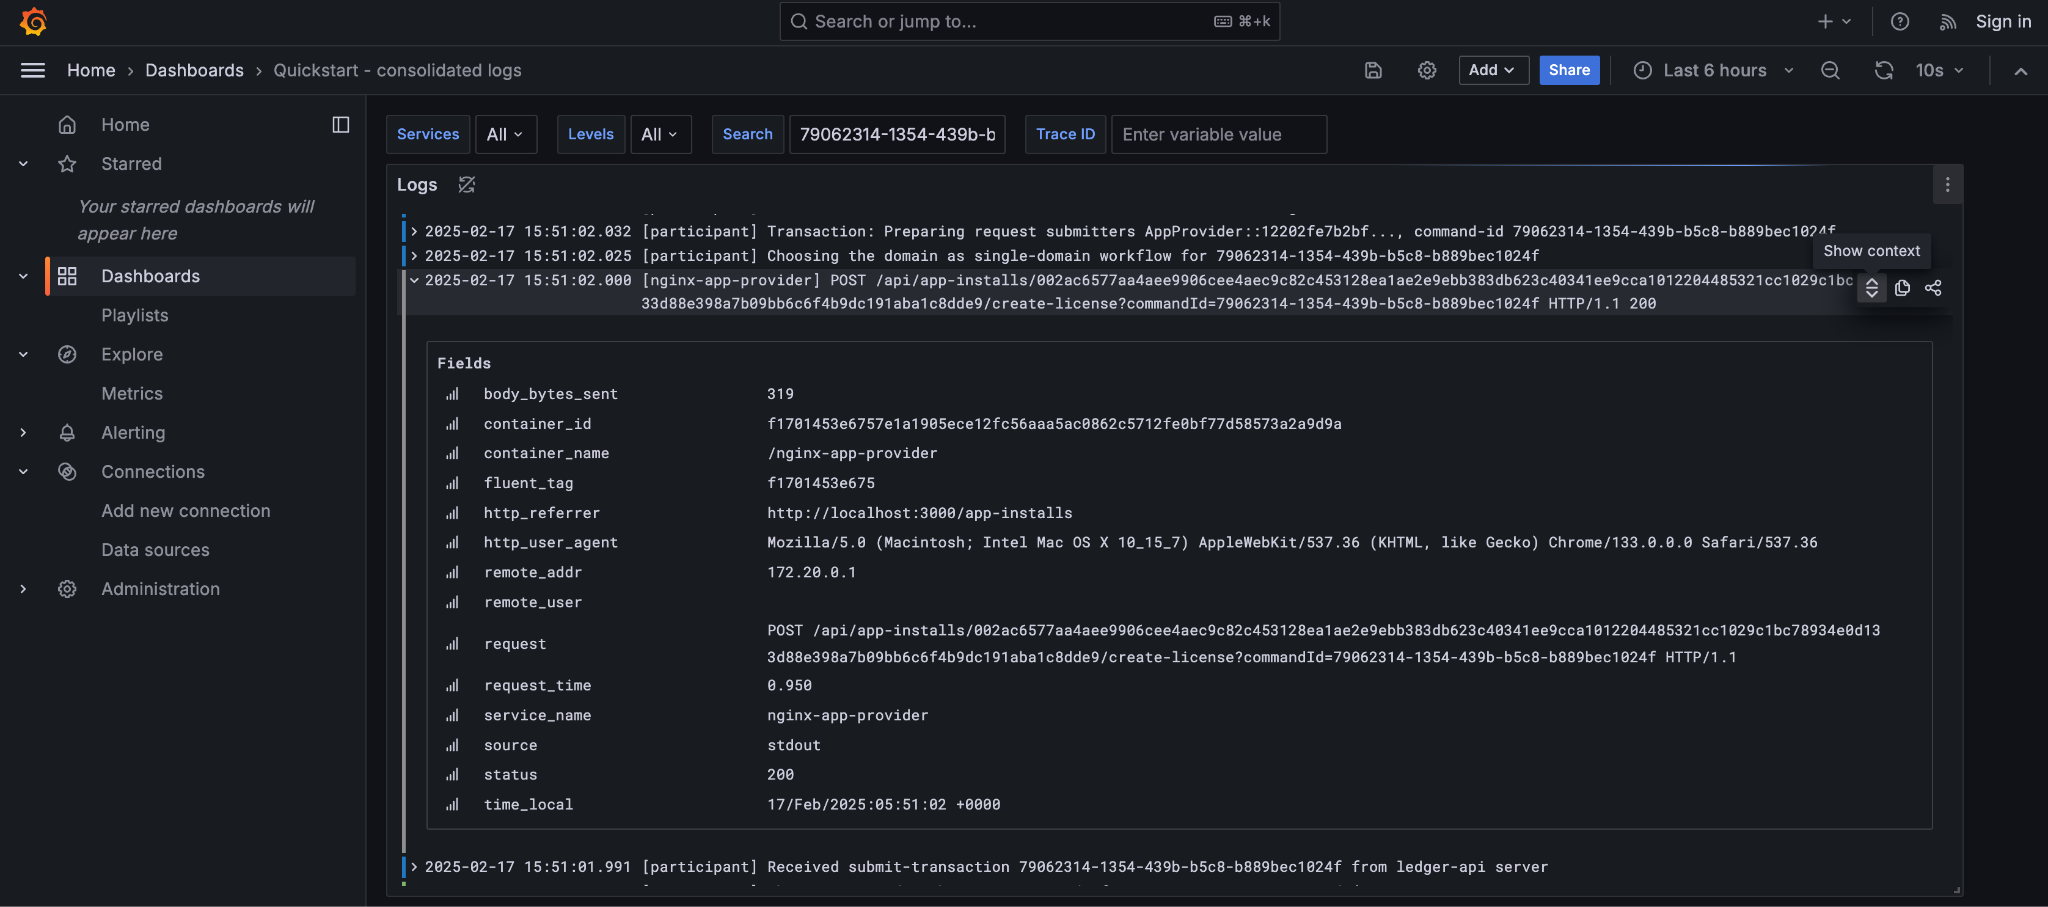 Search or jump to...
⌘+k
Sign in
Home › Dashboards › Quickstart - consolidated logs
Add
Share
Last 6 hours
10s
Home
Starred
Your starred dashboards will
appear here
Dashboards
Playlists
Explore
Metrics
Alerting
Connections
Add new connection
Data sources
Administration
Services All
Levels All
Search 79062314-1354-439b-b
Trace ID Enter variable value
Logs
2025-02-17 15:51:02.032 [participant] Transaction: Preparing request submitters AppProvider::12202fe7b2bf..., command-id 79062314-1354-439b-b5c8-b889bec1024f
Show context
2025-02-17 15:51:02.025 [participant] Choosing the domain as single-domain workflow for 79062314-1354-439b-b5c8-b889bec1024f
2025-02-17 15:51:02.000 [nginx-app-provider] POST /api/app-installs/002ac6577aa4aee9906cee4aec9c82c453128ea1ae2e9ebb383db623c40341ee9cca1012204485321cc1029c1bc
33d88e398a7b09bb6c6f4b9dc191aba1c8dde9/create-license?commandId=79062314-1354-439b-b5c8-b889bec1024f HTTP/1.1 200
Fields
body_bytes_sent 319
container_id f1701453e6757e1a1905ece12fc56aaa5ac0862c5712fe0bf77d58573a2a9d9a
container_name /nginx-app-provider
fluent_tag f1701453e675
http_referrer http://localhost:3000/app-installs
http_user_agent Mozilla/5.0 (Macintosh; Intel Mac OS X 10_15_7) AppleWebKit/537.36 (KHTML, like Gecko) Chrome/133.0.0.0 Safari/537.36
remote_addr 172.20.0.1
remote_user
request POST /api/app-installs/002ac6577aa4aee9906cee4aec9c82c453128ea1ae2e9ebb383db623c40341ee9cca1012204485321cc1029c1bc78934e0d13
3d88e398a7b09bb6c6f4b9dc191aba1c8dde9/create-license?commandId=79062314-1354-439b-b5c8-b889bec1024f HTTP/1.1
request_time 0.950
service_name nginx-app-provider
source stdout
status 200
time_local 17/Feb/2025:05:51:02 +0000
2025-02-17 15:51:01.991 [participant] Received submit-transaction 79062314-1354-439b-b5c8-b889bec1024f from ledger-api server